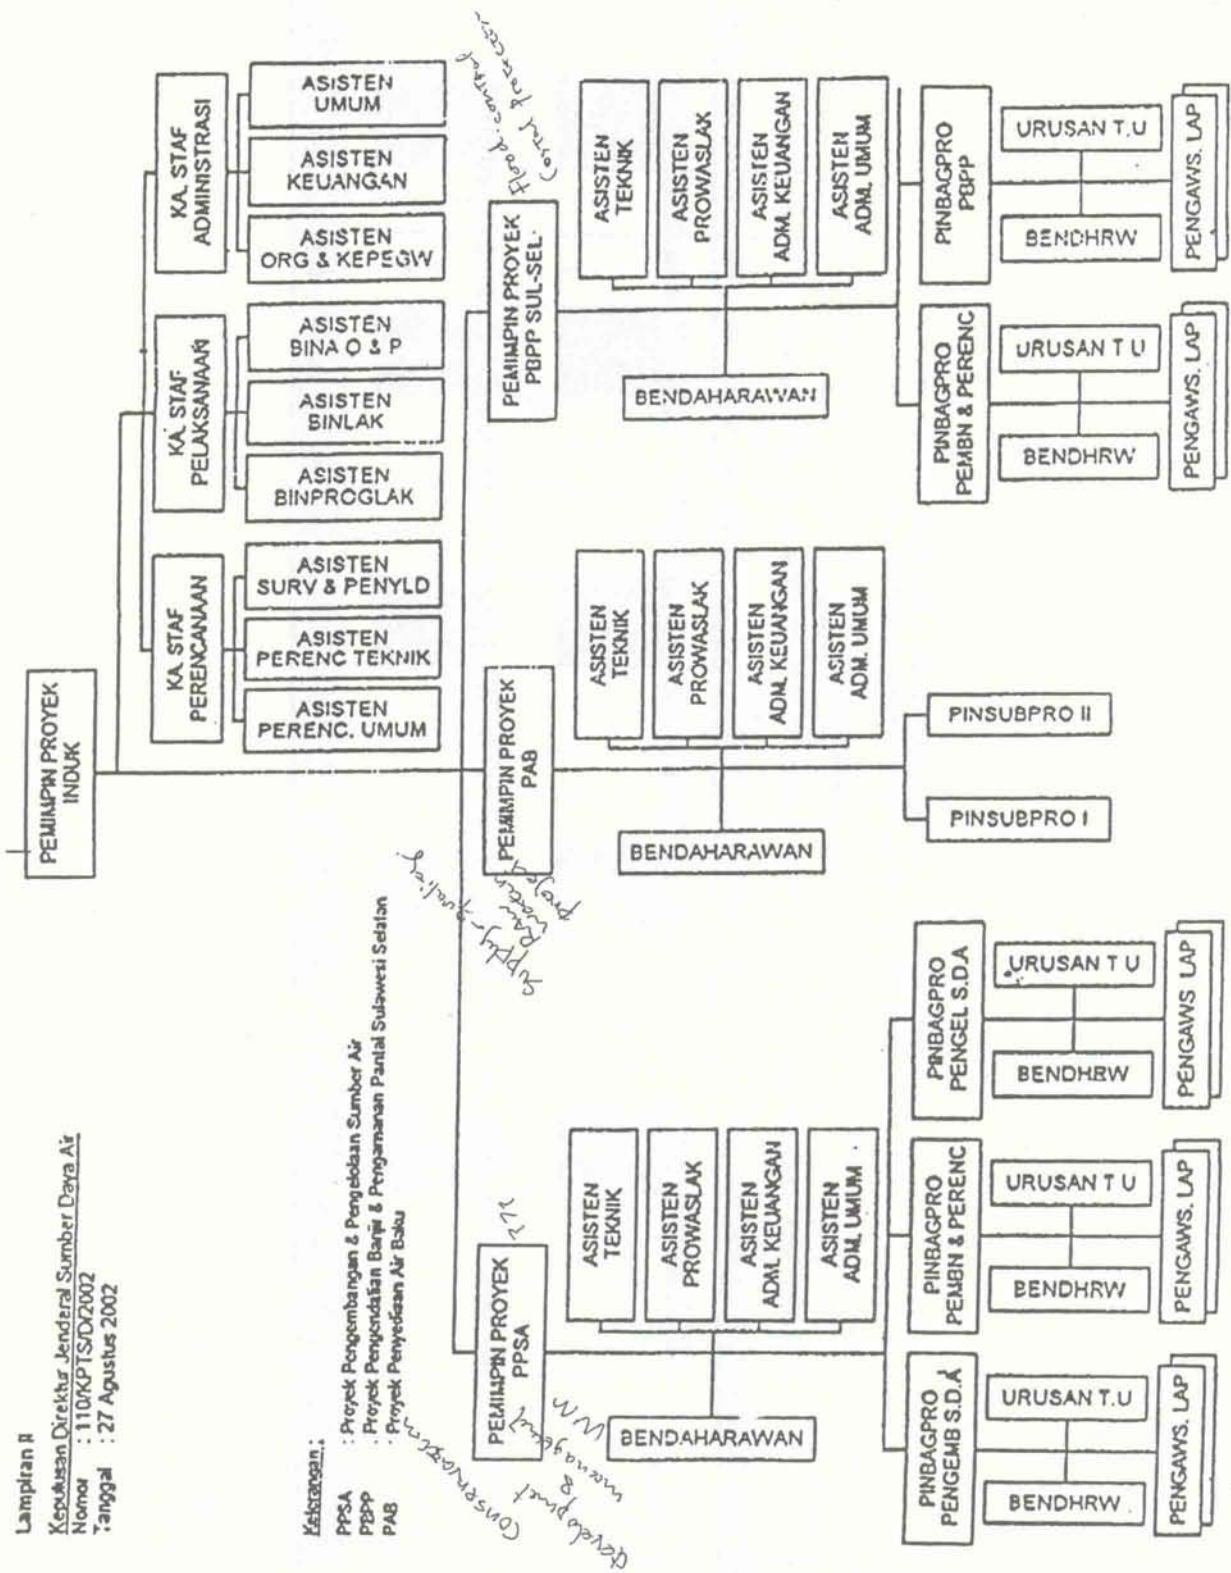 Lampiran II
Keputusan Direktur Jenderal Sumber Daya Air
Nomor : 110/KPTS/D/2002
Tanggal : 27 Agustus 2002
PEMIMPIN PROYEK
INDUK
KA. STAF
PERENCANAAN
KA. STAF
PELAKSANAAN
KA. STAF
ADMINISTRASI
ASISTEN
PERENC. UMUM
ASISTEN
PERENC TEKNIK
ASISTEN
SURV & PENYLD
ASISTEN
BINPROGLAK
ASISTEN
BINLAK
ASISTEN
BINA O & P
ASISTEN
ORG & KEPEGW
ASISTEN
KEUANGAN
ASISTEN
UMUM
Keterangan :
PPSA : Proyek Pengembangan & Pengelolaan Sumber Air
PBPP : Proyek Pengendalian Banjir & Pengamanan Pantai Sulawesi Selatan
PAB : Proyek Penyediaan Air Baku
conservation
development
&
management
WM
supply - quality
Raw
water
project
flood control
Coastal Protection
PEMIMPIN PROYEK
PPSA
PEMIMPIN PROYEK
PAB
PEMIMPIN PROYEK
PBPP SUL-SEL.
BENDAHARAWAN
ASISTEN
TEKNIK
ASISTEN
PROWASLAK
ASISTEN
ADM. KEUANGAN
ASISTEN
ADM. UMUM
BENDAHARAWAN
ASISTEN
TEKNIK
ASISTEN
PROWASLAK
ASISTEN
ADM. KEUANGAN
ASISTEN
ADM. UMUM
BENDAHARAWAN
ASISTEN
TEKNIK
ASISTEN
PROWASLAK
ASISTEN
ADM. KEUANGAN
ASISTEN
ADM. UMUM
PINBAGPRO
PENGEMB S.D.A
BENDHRW
URUSAN T.U
PENGAWS. LAP
PINBAGPRO
PEMBN & PERENC
BENDHRW
URUSAN T U
PENGAWS. LAP
PINBAGPRO
PENGEL S.D.A
BENDHRW
URUSAN T U
PENGAWS LAP
PINSUBPRO I
PINSUBPRO II
PINBAGPRO
PEMBN & PERENC
BENDHRW
URUSAN T U
PENGAWS. LAP
PINBAGPRO
PBPP
BENDHRW
URUSAN T.U
PENGAWS. LAP